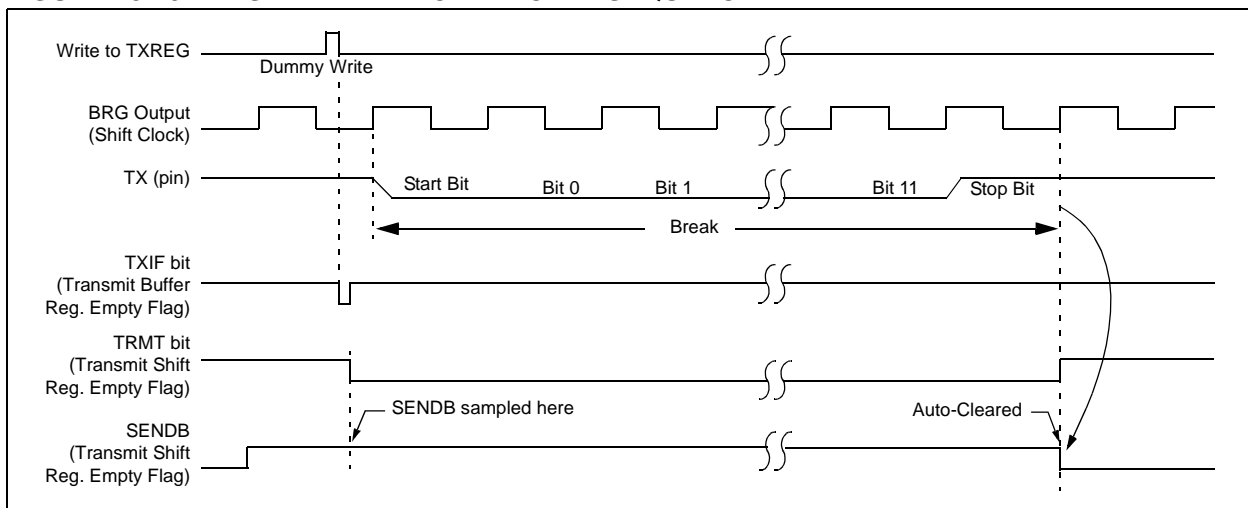 Write to TXREG
Dummy Write
BRG Output
(Shift Clock)
TX (pin)
Start Bit
Bit 0
Bit 1
Bit 11
Stop Bit
Break
TXIF bit
(Transmit Buffer
Reg. Empty Flag)
TRMT bit
(Transmit Shift
Reg. Empty Flag)
SENDB sampled here
Auto-Cleared
SENDB
(Transmit Shift
Reg. Empty Flag)